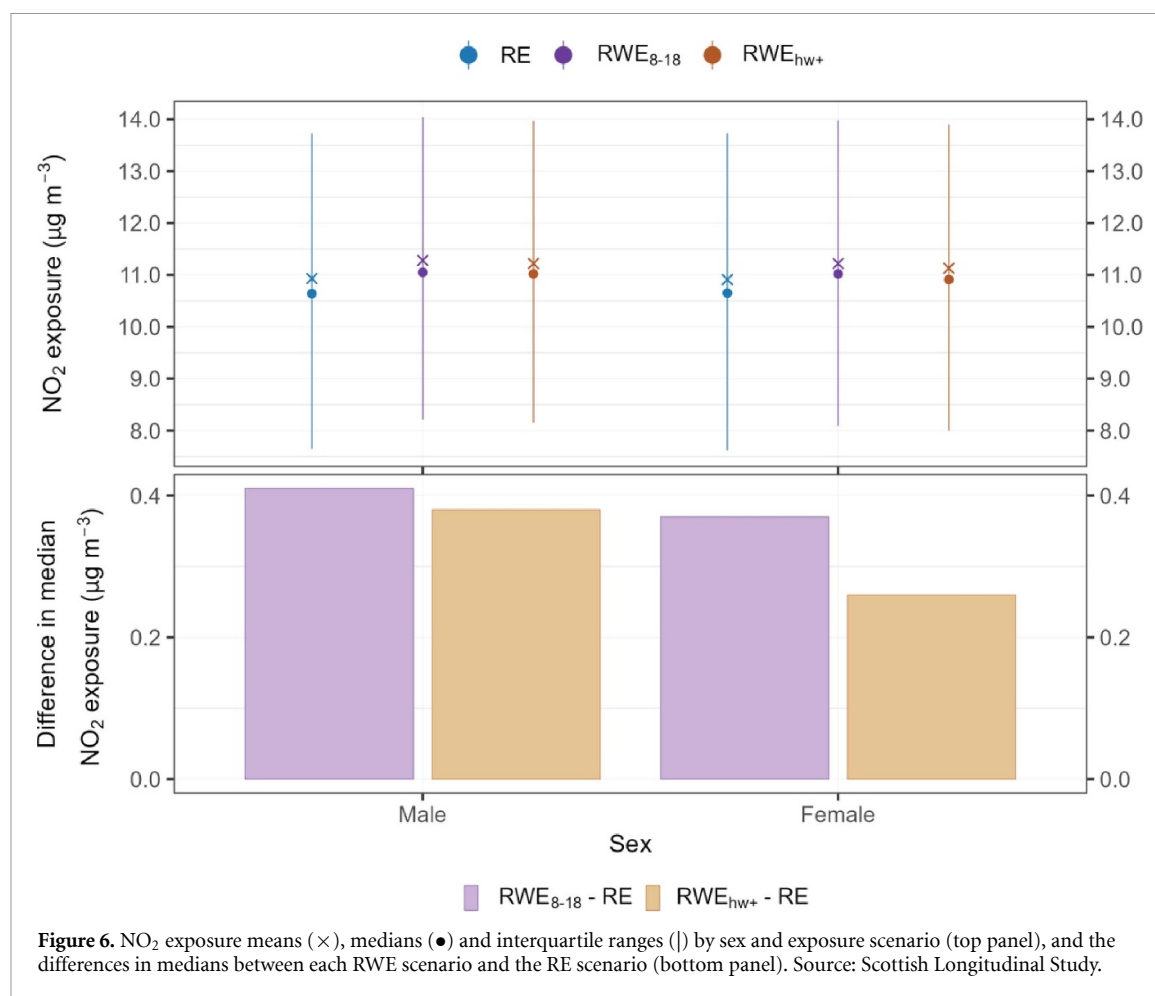 RE RWE8-18 RWEhw+
NO2 exposure (µg m−3)
14.0 14.0
13.0 13.0
12.0 12.0
11.0 11.0
10.0 10.0
9.0 9.0
8.0 8.0
Difference in median
NO2 exposure (µg m−3)
0.4 0.4
0.2 0.2
0.0 0.0
Male Female
Sex
RWE8-18 - RE RWEhw+ - RE
Figure 6. NO2 exposure means (×), medians (•) and interquartile ranges (|) by sex and exposure scenario (top panel), and the
differences in medians between each RWE scenario and the RE scenario (bottom panel). Source: Scottish Longitudinal Study.